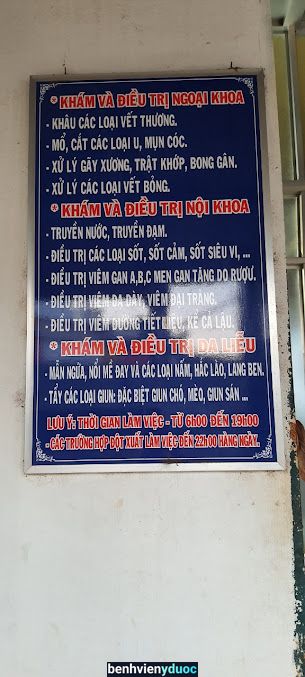 * KHÁM VÀ ĐIỀU TRỊ NGOẠI KHOA
- KHÂU CÁC LOẠI VẾT THƯƠNG.
- MỔ, CẮT CÁC LOẠI U, MỤN CÓC.
- XỬ LÝ GÃY XƯƠNG, TRẬT KHỚP, BONG GÂN.
- XỬ LÝ CÁC LOẠI VẾT BỎNG.
* KHÁM VÀ ĐIỀU TRỊ NỘI KHOA
- TRUYỀN NƯỚC, TRUYỀN ĐẠM.
- ĐIỀU TRỊ CÁC LOẠI SỐT, SỐT CẢM, SỐT SIÊU VI, ...
- ĐIỀU TRỊ VIÊM GAN A,B,C MEN GAN TĂNG DO RƯỢU.
- ĐIỀU TRỊ VIÊM DẠ DÀY, VIÊM ĐẠI TRÀNG.
- ĐIỀU TRỊ VIÊM ĐƯỜNG TIẾT LIỆU, KẺ CẢ LẬU.
* KHÁM VÀ ĐIỀU TRỊ DA LIỄU
- MẪN NGỨA, NỔI MỀ ĐAY VÀ CÁC LOẠI NẤM, HẮC LÀO, LANG BEN.
- TẨY CÁC LOẠI GIUN: ĐẶC BIỆT GIUN CHÓ, MÈO, GIUN SÁN ...
LƯU Ý: THỜI GIAN LÀM VIỆC - TỪ 6h00 ĐẾN 19h00
- CÁC TRƯỜNG HỢP ĐỘT XUẤT LÀM VIỆC ĐẾN 22h00 HÀNG NGÀY.
benhvienyduoc